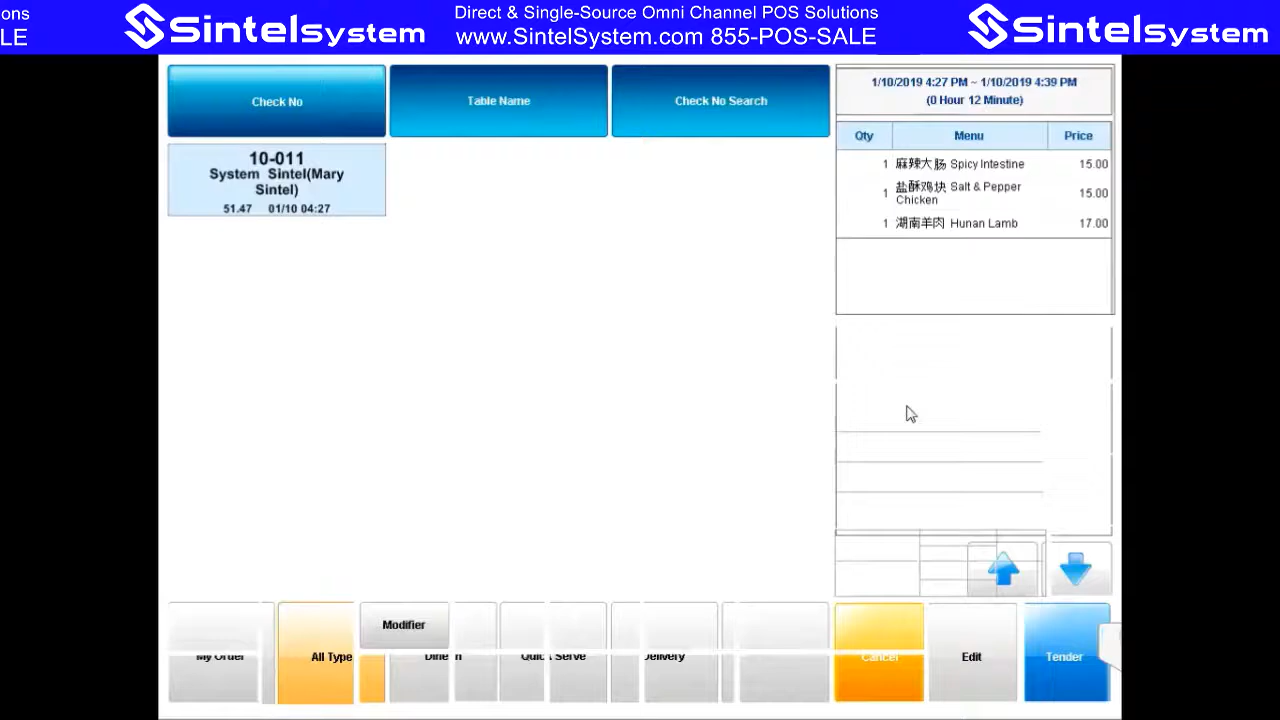 ons
LE
Sintelsystem
Direct & Single-Source Omni Channel POS Solutions
www.SintelSystem.com 855-POS-SALE
Sintelsystem
Check No
Table Name
Check No Search
10-011
System Sintel(Mary
Sintel)
51.47 01/10 04:27
1/10/2019 4:27 PM ~ 1/10/2019 4:39 PM
(0 Hour 12 Minute)
Qty Menu Price
1 麻辣大肠 Spicy Intestine 15.00
1 盐酥鸡块 Salt & Pepper
Chicken 15.00
1 湖南羊肉 Hunan Lamb 17.00
My Order
All Type
Modifier
Dine In
Quick Serve
Delivery
Cancel
Edit
Tender